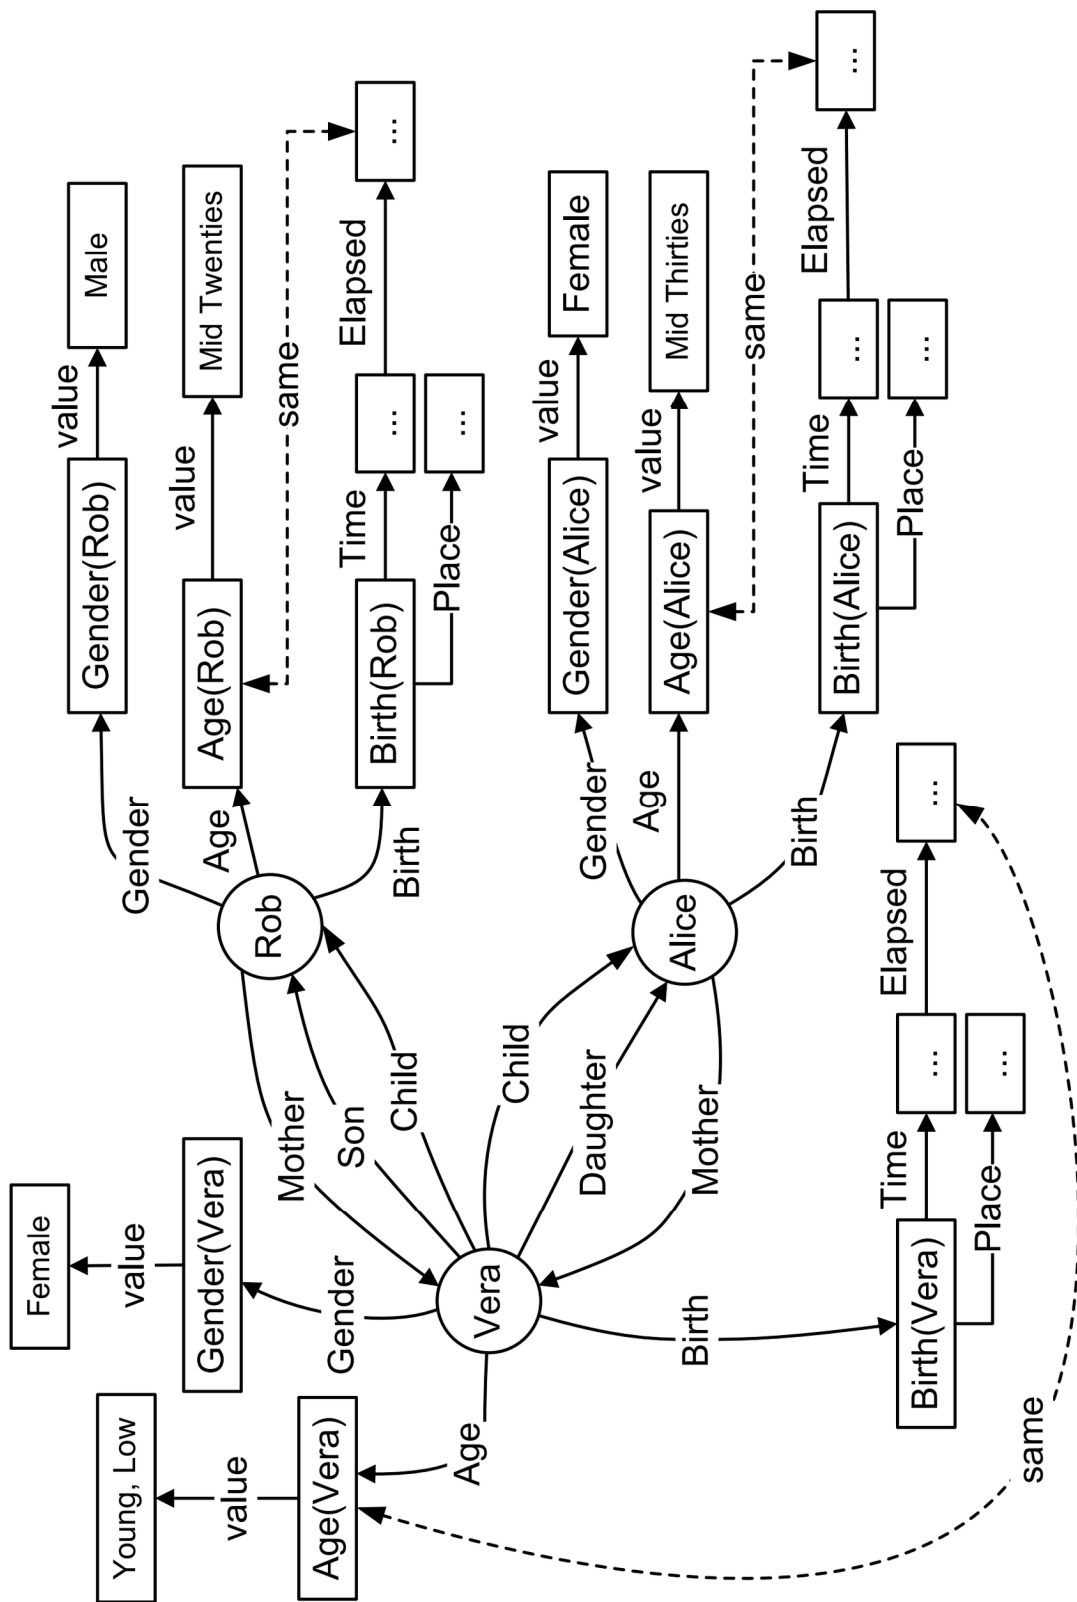 Young, Low
value
Age(Vera)
Age
Female
value
Gender(Vera)
Gender
Vera
Birth
Birth(Vera)
Time
...
Elapsed
...
Place
...
same
Mother
Son
Child
Rob
Gender
Gender(Rob)
value
Male
Age
Age(Rob)
value
Mid Twenties
same
Birth
Birth(Rob)
Time
...
Elapsed
...
Place
...
Child
Daughter
Mother
Alice
Gender
Gender(Alice)
value
Female
Age
Age(Alice)
value
Mid Thirties
same
Birth
Birth(Alice)
Time
...
Elapsed
...
Place
...